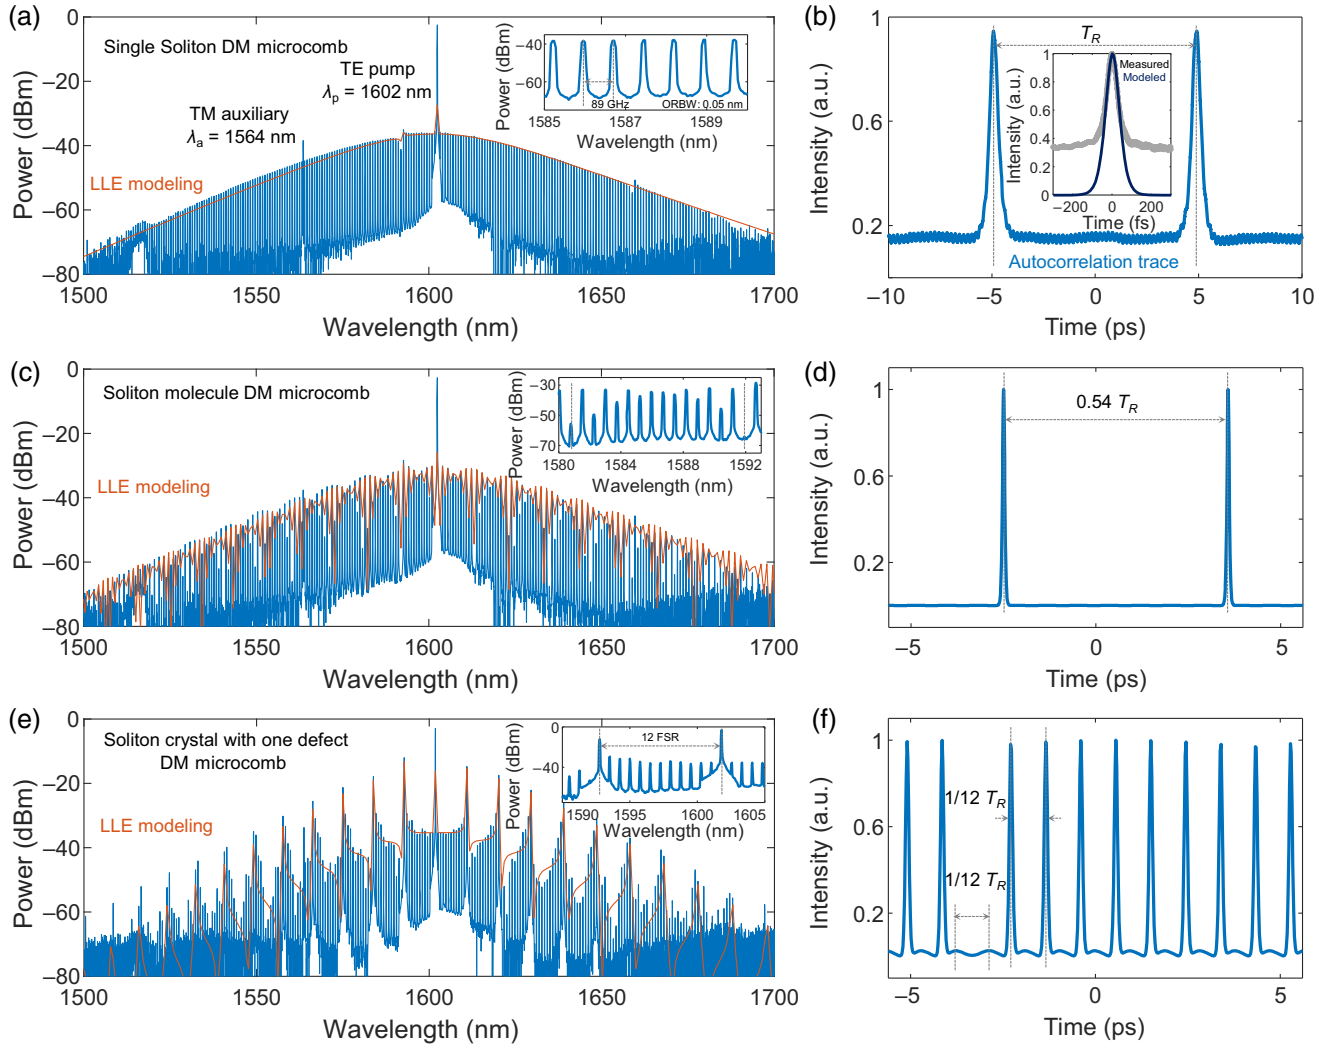 (a)
0
−20
−40
−60
−80
Power (dBm)
Single Soliton DM microcomb
TE pump
λp = 1602 nm
TM auxiliary
λa = 1564 nm
LLE modeling
1500
1550
1600
1650
1700
Wavelength (nm)
−40
−60
Power (dBm)
89 GHz
ORBW: 0.05 nm
1585
1587
1589
Wavelength (nm)
(b)
1
0.6
0.2
Intensity (a.u.)
TR
Measured
Modeled
1
0.8
0.6
0.4
0.2
0
Intensity (a.u.)
−200
0
200
Time (fs)
Autocorrelation trace
−10
−5
0
5
10
Time (ps)
(c)
0
−20
−40
−60
−80
Power (dBm)
Soliton molecule DM microcomb
LLE modeling
1500
1550
1600
1650
1700
Wavelength (nm)
−30
−50
−70
Power (dBm)
1580
1584
1588
1592
Wavelength (nm)
(d)
1
0.6
0.2
Intensity (a.u.)
0.54 TR
−5
0
5
Time (ps)
(e)
0
−20
−40
−60
−80
Power (dBm)
Soliton crystal with one defect
DM microcomb
LLE modeling
1500
1550
1600
1650
1700
Wavelength (nm)
0
−40
Power (dBm)
12 FSR
1590
1595
1600
1605
Wavelength (nm)
(f)
1
0.6
0.2
Intensity (a.u.)
1/12 TR
1/12 TR
−5
0
5
Time (ps)